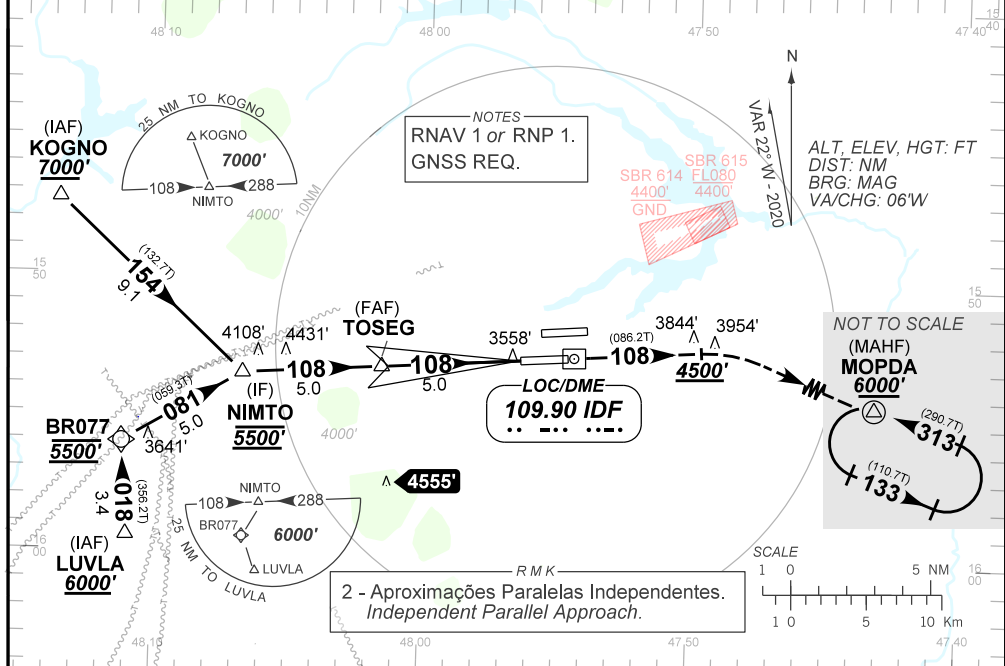 48 10
48 00
47 50
47 40
15
50
(IAF)
KOGNO
7000'
25 NM TO KOGNO
KOGNO
7000'
108
288
NIMTO
4000'
10NM
NOTES
RNAV 1 or RNP 1.
GNSS REQ.
SBR 614
4400'
GND
SBR 615
FL080
4400'
N
VAR 22° W - 2020
ALT, ELEV, HGT: FT
DIST: NM
BRG: MAG
VA/CHG: 06'W
15
50
15
50
(132.7T)
154
9.1
4108'
4431'
(FAF)
TOSEG
3558'
(086.2T)
3844'
3954'
108
5.0
108
5.0
108
4500'
(IF)
NIMTO
5500'
(059.3T)
081
5.0
BR077
5500'
3641'
(356.2T)
018
3.4
(IAF)
LUVLA
6000'
LOC/DME
109.90 IDF
NOT TO SCALE
(MAHF)
MOPDA
6000'
(290.7T)
313
(110.7T)
133
4000'
4555'
NIMTO
108
288
BR077
6000'
LUVLA
25 NM TO LUVLA
16
00
16
00
RMK
2 - Aproximações Paralelas Independentes.
Independent Parallel Approach.
SCALE
1 0 5 NM
1 0 5 10 Km
48 10
48 00
47 50
47 40